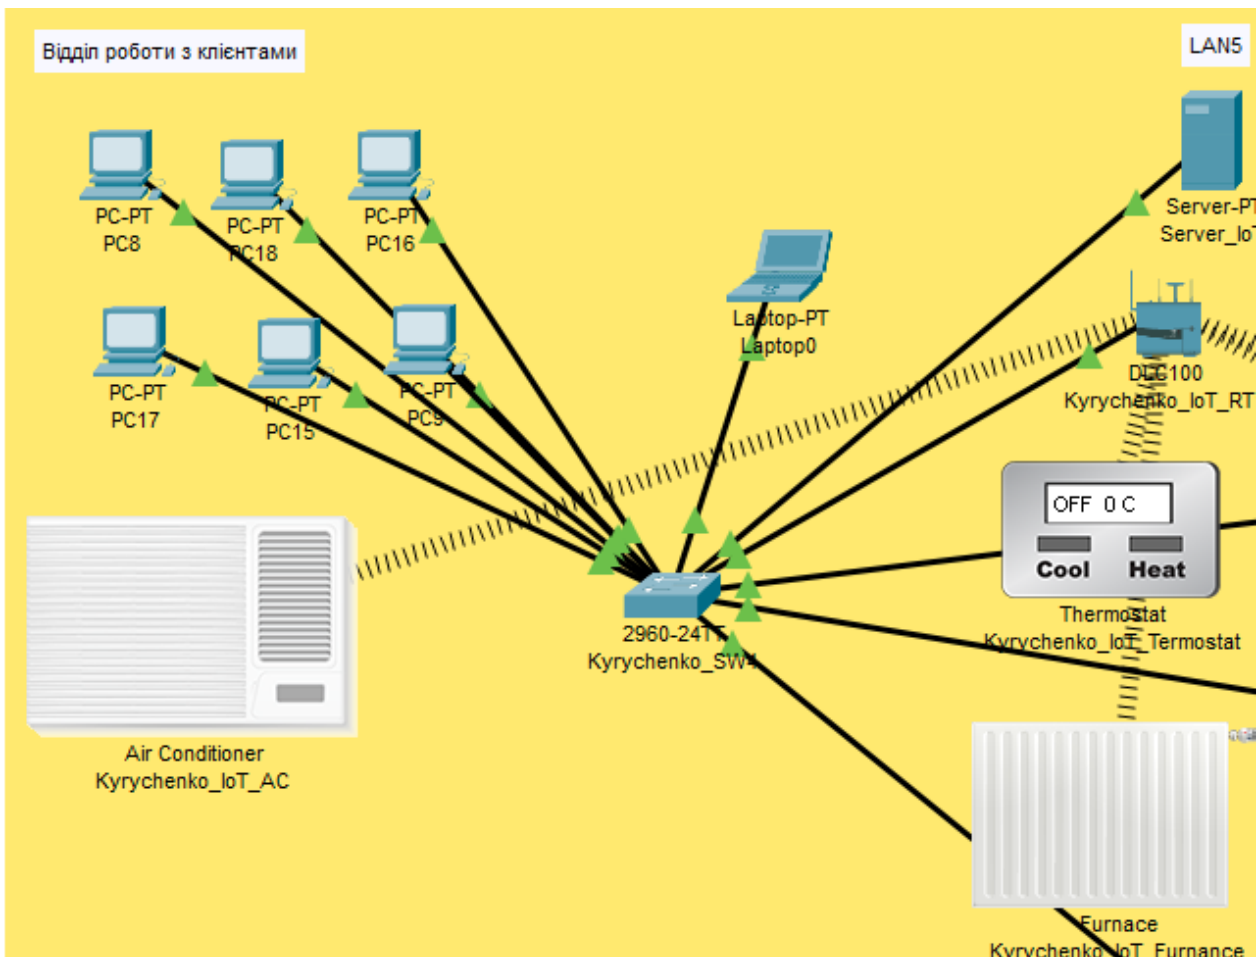 Відділ роботи з клієнтами
LAN5
PC-PT
PC8
PC-PT
PC18
PC-PT
PC16
Server-PT
Server_IoT
Laptop-PT
Laptop0
PC-PT
PC17
PC-PT
PC15
PC-PT
PC9
DLC100
Kyrychenko_IoT_RT
OFF 0 C
Cool Heat
Thermostat
Kyrychenko_IoT_Termostat
2960-24TT
Kyrychenko_SW4
Air Conditioner
Kyrychenko_IoT_AC
Furnace
Kyrychenko_IoT_Furnance